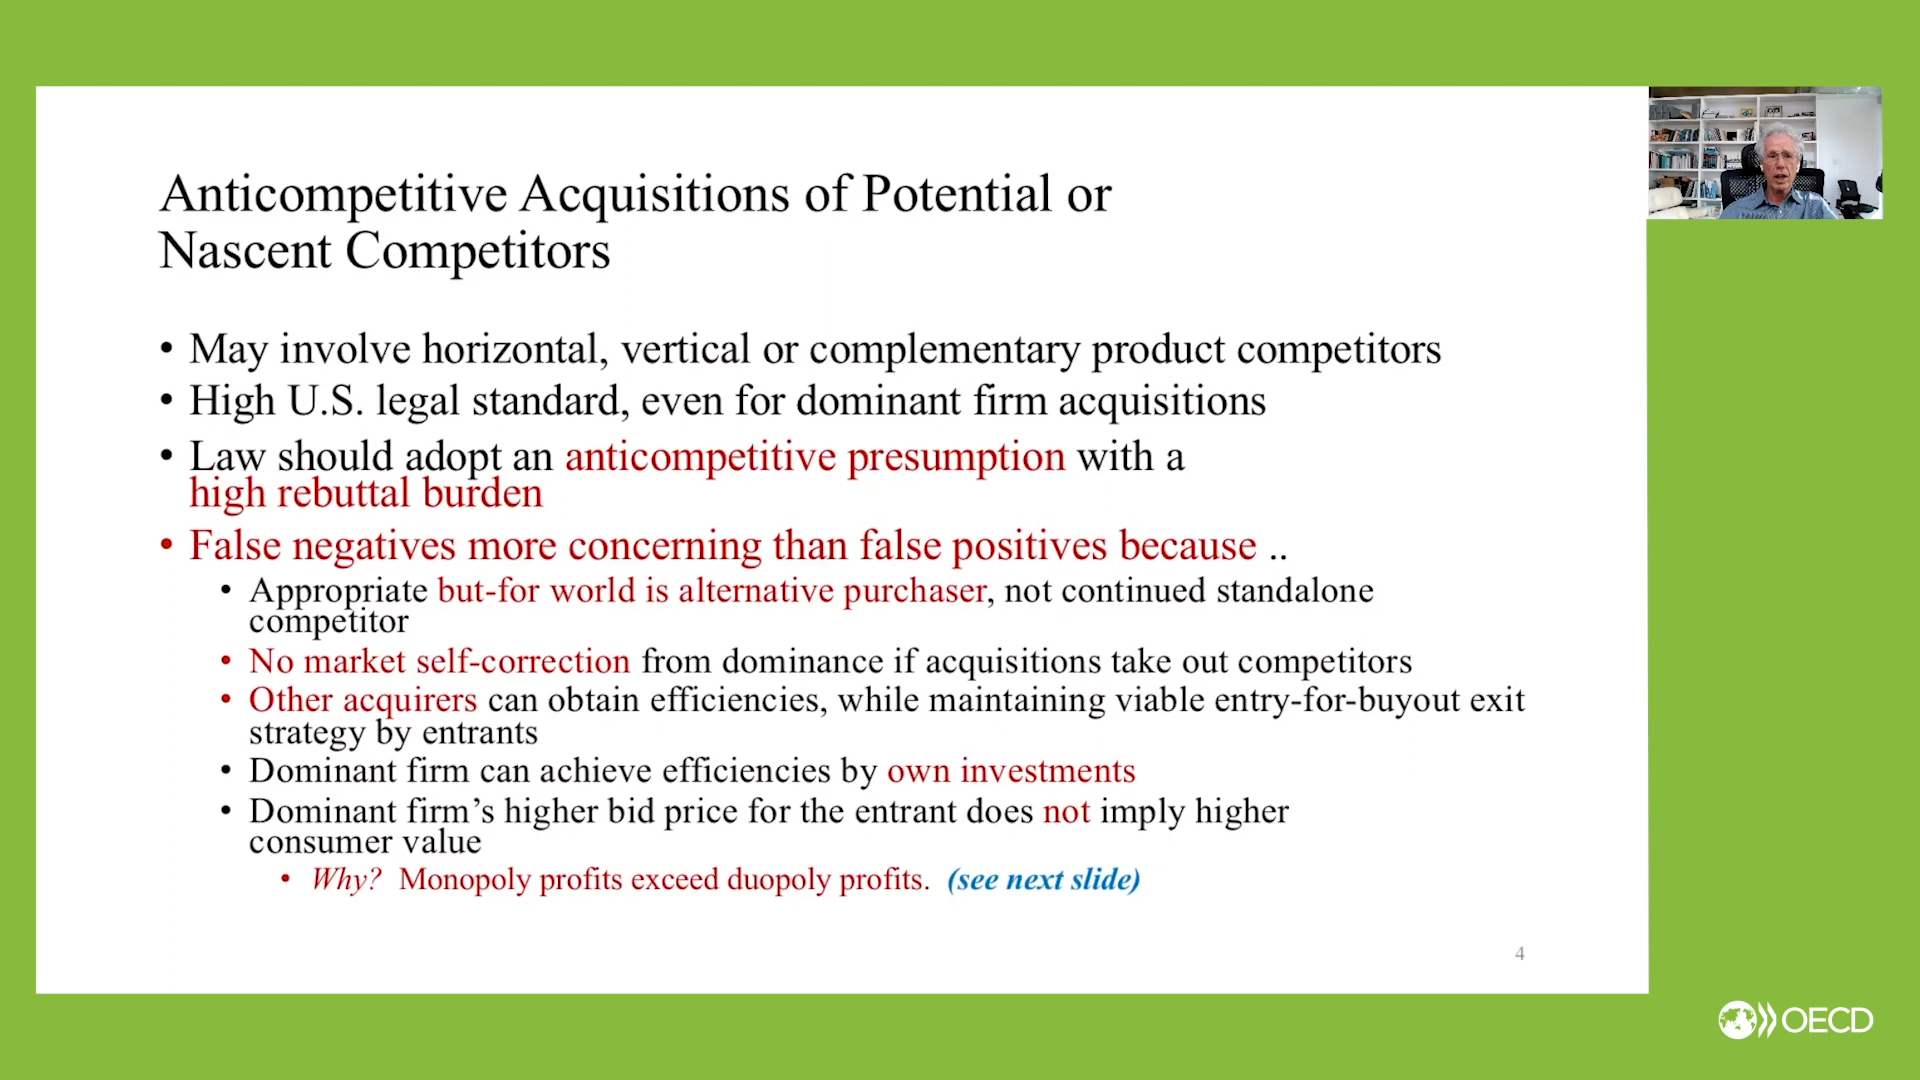 Anticompetitive Acquisitions of Potential or
Nascent Competitors
• May involve horizontal, vertical or complementary product competitors
• High U.S. legal standard, even for dominant firm acquisitions
• Law should adopt an anticompetitive presumption with a
high rebuttal burden
• False negatives more concerning than false positives because ..
• Appropriate but-for world is alternative purchaser, not continued standalone
competitor
• No market self-correction from dominance if acquisitions take out competitors
• Other acquirers can obtain efficiencies, while maintaining viable entry-for-buyout exit
strategy by entrants
• Dominant firm can achieve efficiencies by own investments
• Dominant firm’s higher bid price for the entrant does not imply higher
consumer value
• Why? Monopoly profits exceed duopoly profits. (see next slide)
4
OECD